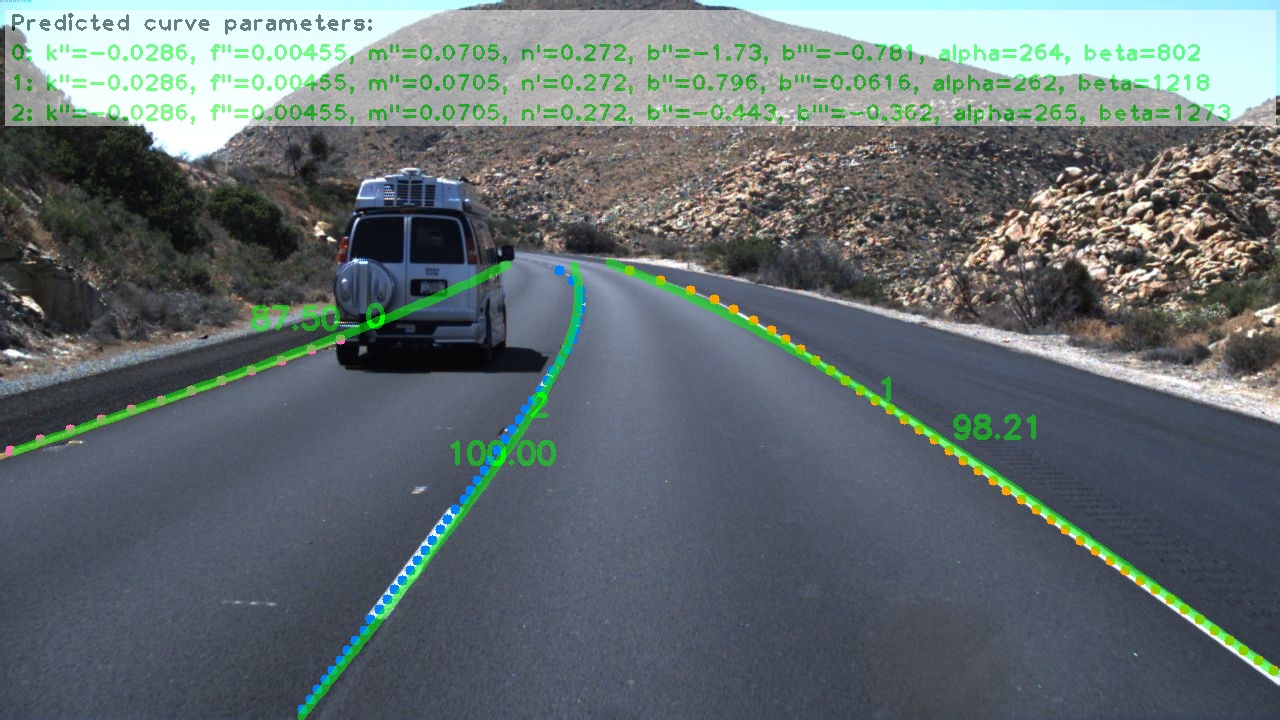 Predicted curve parameters:
0: k''=-0.0286, f''=0.00455, m''=0.0705, n'=0.272, b''=-1.73, b'''=-0.781, alpha=264, beta=802
1: k''=-0.0286, f''=0.00455, m''=0.0705, n'=0.272, b''=0.796, b'''=0.0616, alpha=262, beta=1218
2: k''=-0.0286, f''=0.00455, m''=0.0705, n'=0.272, b''=-0.443, b'''=-0.362, alpha=265, beta=1273
87.50 0
1
2
98.21
100.00